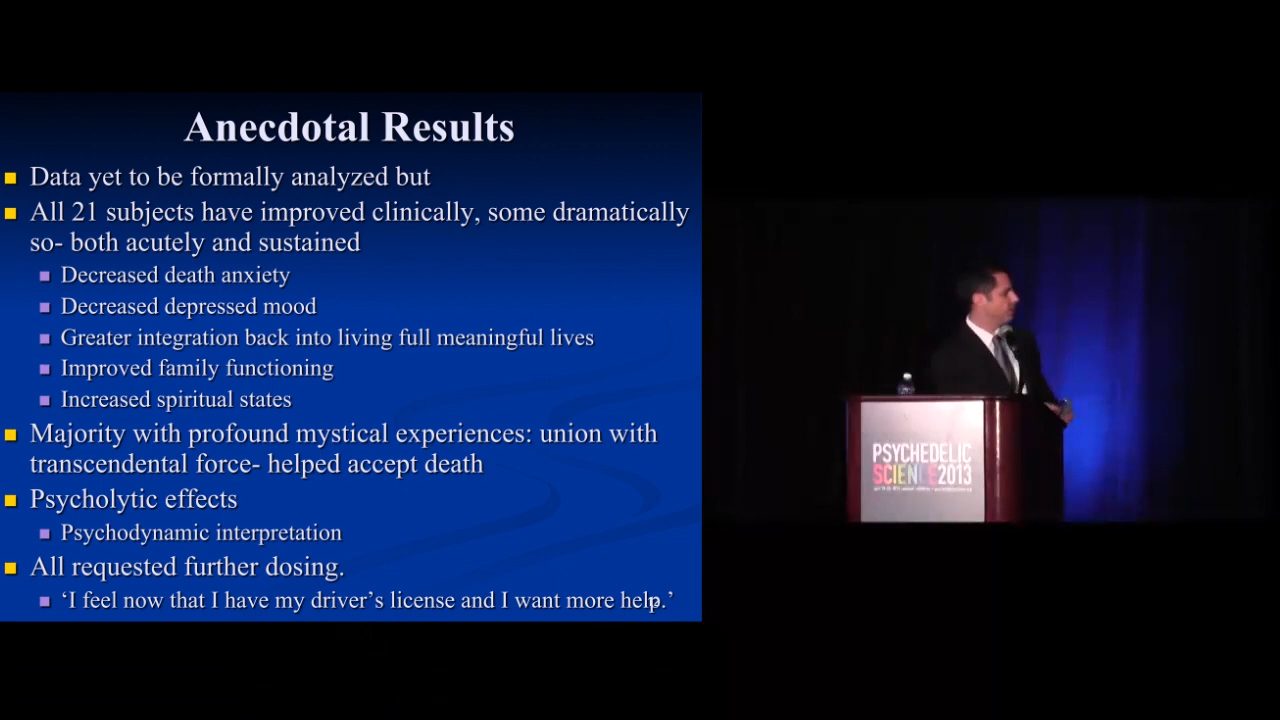 Anecdotal Results
Data yet to be formally analyzed but
All 21 subjects have improved clinically, some dramatically
so- both acutely and sustained
Decreased death anxiety
Decreased depressed mood
Greater integration back into living full meaningful lives
Improved family functioning
Increased spiritual states
Majority with profound mystical experiences: union with
transcendental force- helped accept death
Psycholytic effects
Psychodynamic interpretation
All requested further dosing.
‘I feel now that I have my driver’s license and I want more help.’
PSYCHEDELIC
SCIENCE2013